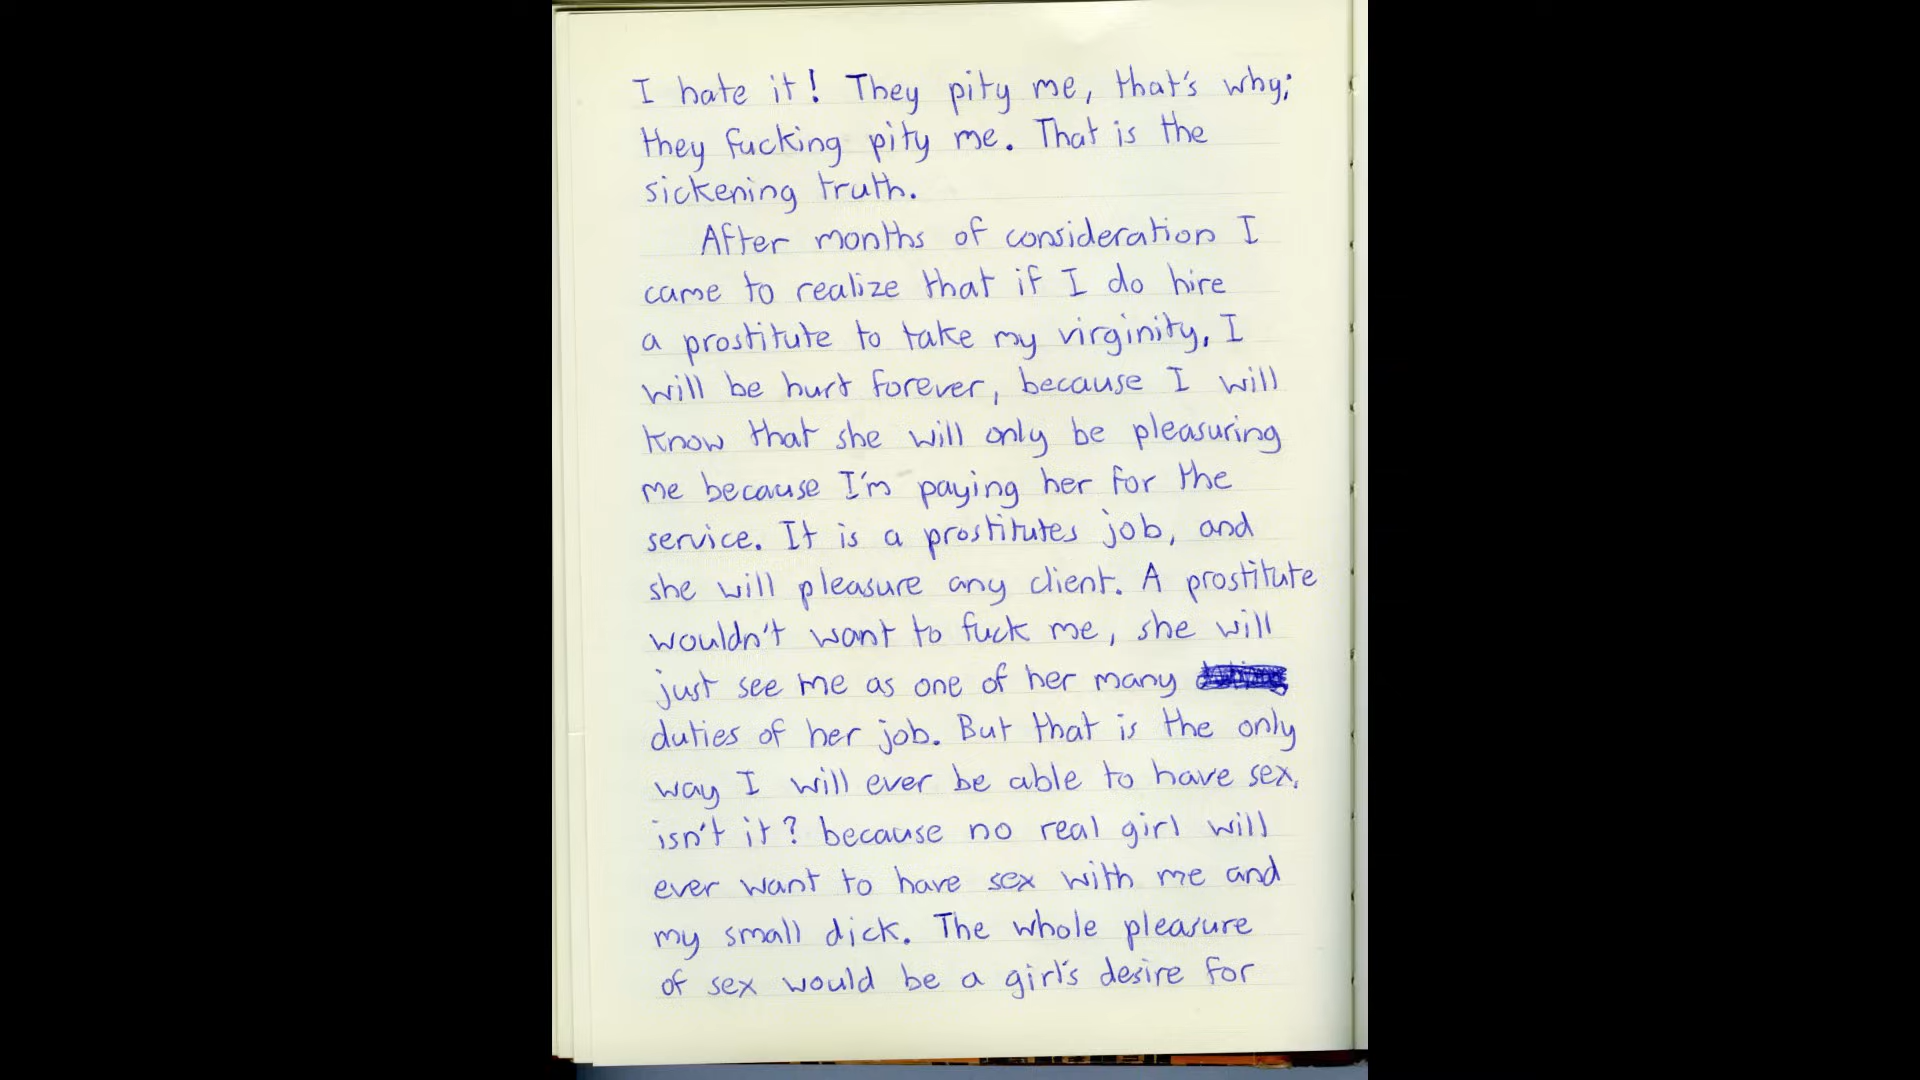 I hate it! They pity me, that's why;
they fucking pity me. That is the
sickening truth.
After months of consideration I
came to realize that if I do hire
a prostitute to take my virginity, I
will be hurt forever, because I will
know that she will only be pleasuring
me because I'm paying her for the
service. It is a prostitutes job, and
she will pleasure any client. A prostitute
wouldn't want to fuck me, she will
just see me as one of her many
duties of her job. But that is the only
way I will ever be able to have sex,
isn't it? because no real girl will
ever want to have sex with me and
my small dick. The whole pleasure
of sex would be a girl's desire for